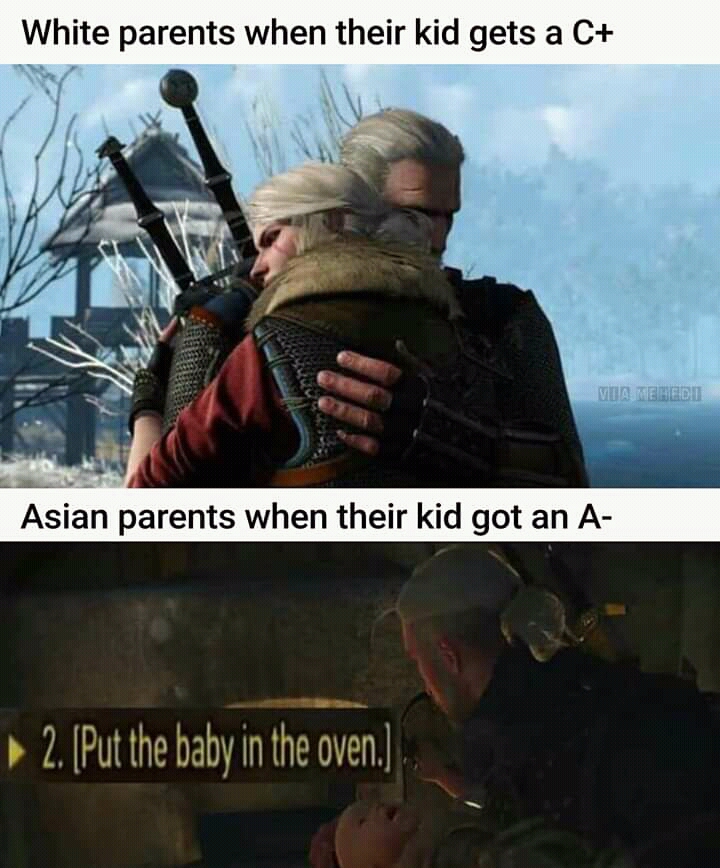 White parents when their kid gets a C+
VIA MEHEDI
Asian parents when their kid got an A-
2. [Put the baby in the oven.]